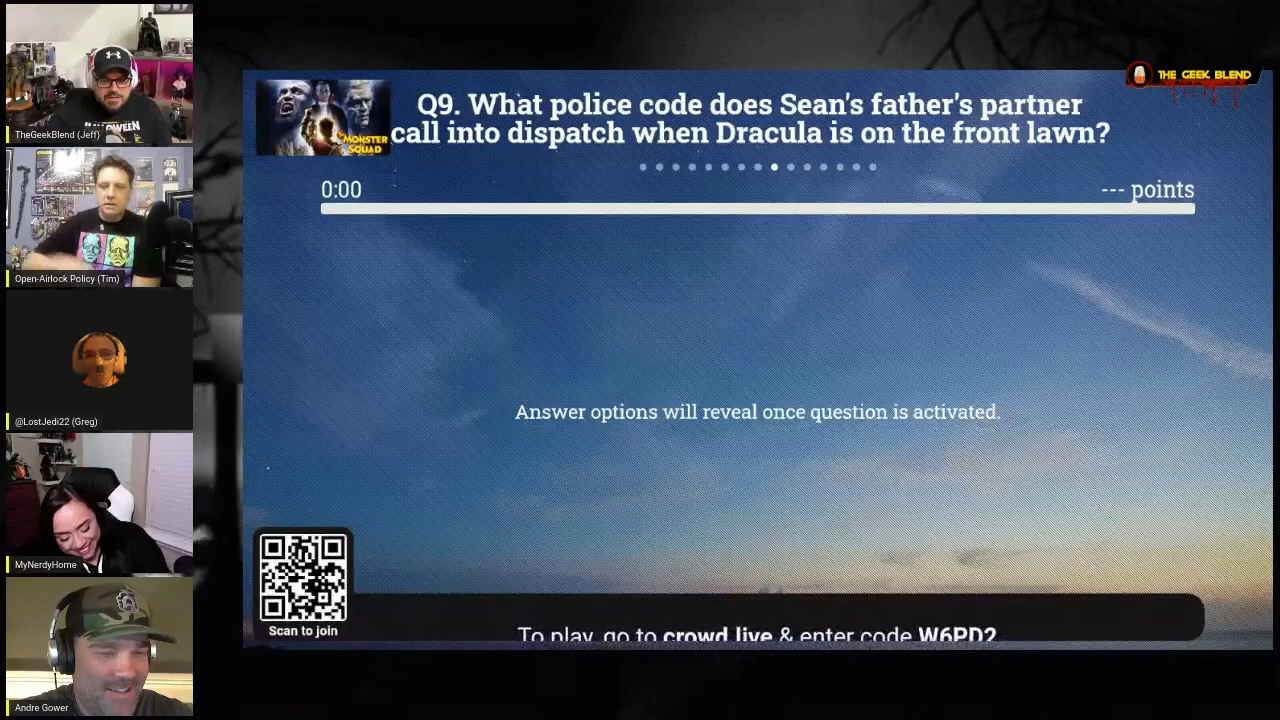 TheGeekBlend (Jeff)
Open-Airlock Policy (Tim)
@LostJedi22 (Greg)
MyNerdyHome
Andre Gower
THE GEEK BLEND
MONSTER
SQUAD
Q9. What police code does Sean's father's partner
call into dispatch when Dracula is on the front lawn?
0:00
--- points
Answer options will reveal once question is activated.
Scan to join
To play, go to crowd.live & enter code W6PD2